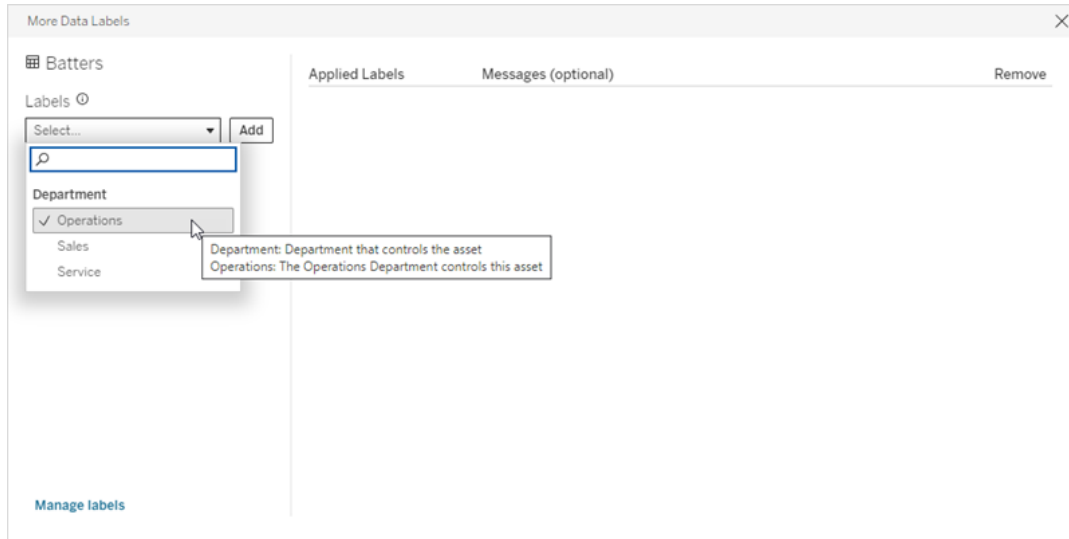 More Data Labels
Batters
Labels
Applied Labels Messages (optional) Remove
Select... Add
Department
Operations
Sales
Service
Department: Department that controls the asset
Operations: The Operations Department controls this asset
Manage labels